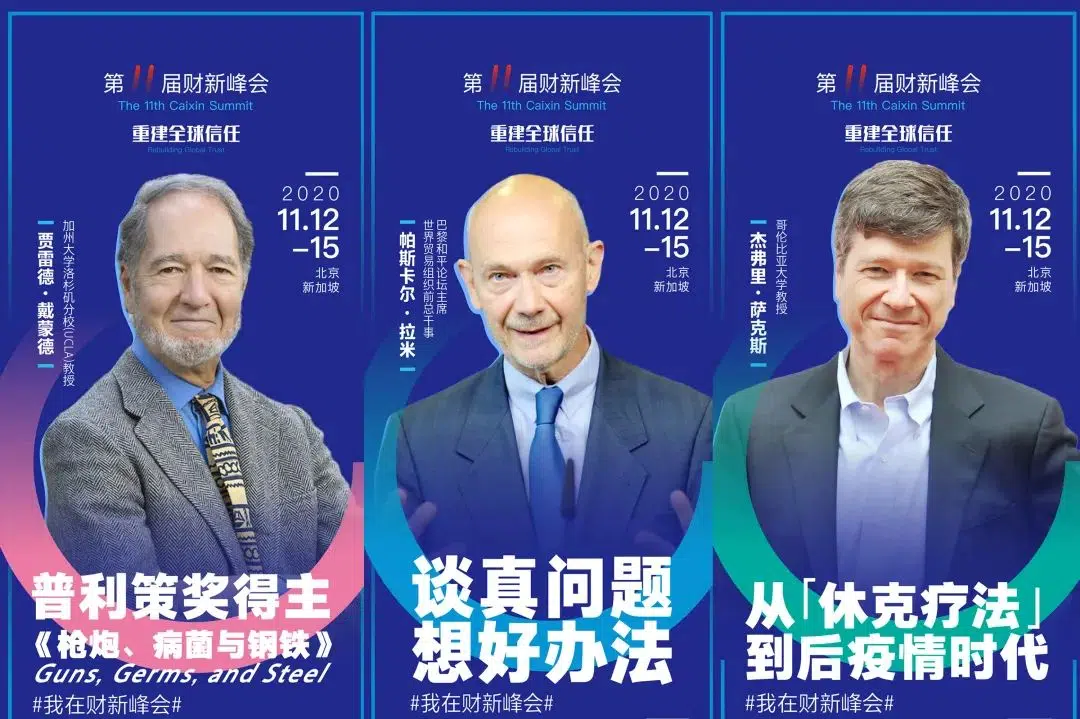 第11届财新峰会
The 11th Caixin Summit
重建全球信任
Rebuilding Global Trust
2020
11.12
–15
北京
新加坡
加州大学洛杉矶分校(UCLA)教授
贾雷德·戴蒙德
普利策奖得主
《枪炮、病菌与钢铁》
Guns, Germs, and Steel
#我在财新峰会#
第11届财新峰会
The 11th Caixin Summit
重建全球信任
Rebuilding Global Trust
2020
11.12
–15
北京
新加坡
巴黎和平论坛主席
世界贸易组织前总干事
帕斯卡尔·拉米
谈真问题
想好办法
#我在财新峰会#
第11届财新峰会
The 11th Caixin Summit
重建全球信任
Rebuilding Global Trust
2020
11.12
–15
北京
新加坡
哥伦比亚大学教授
杰弗里·萨克斯
从「休克疗法」
到后疫情时代
#我在财新峰会#